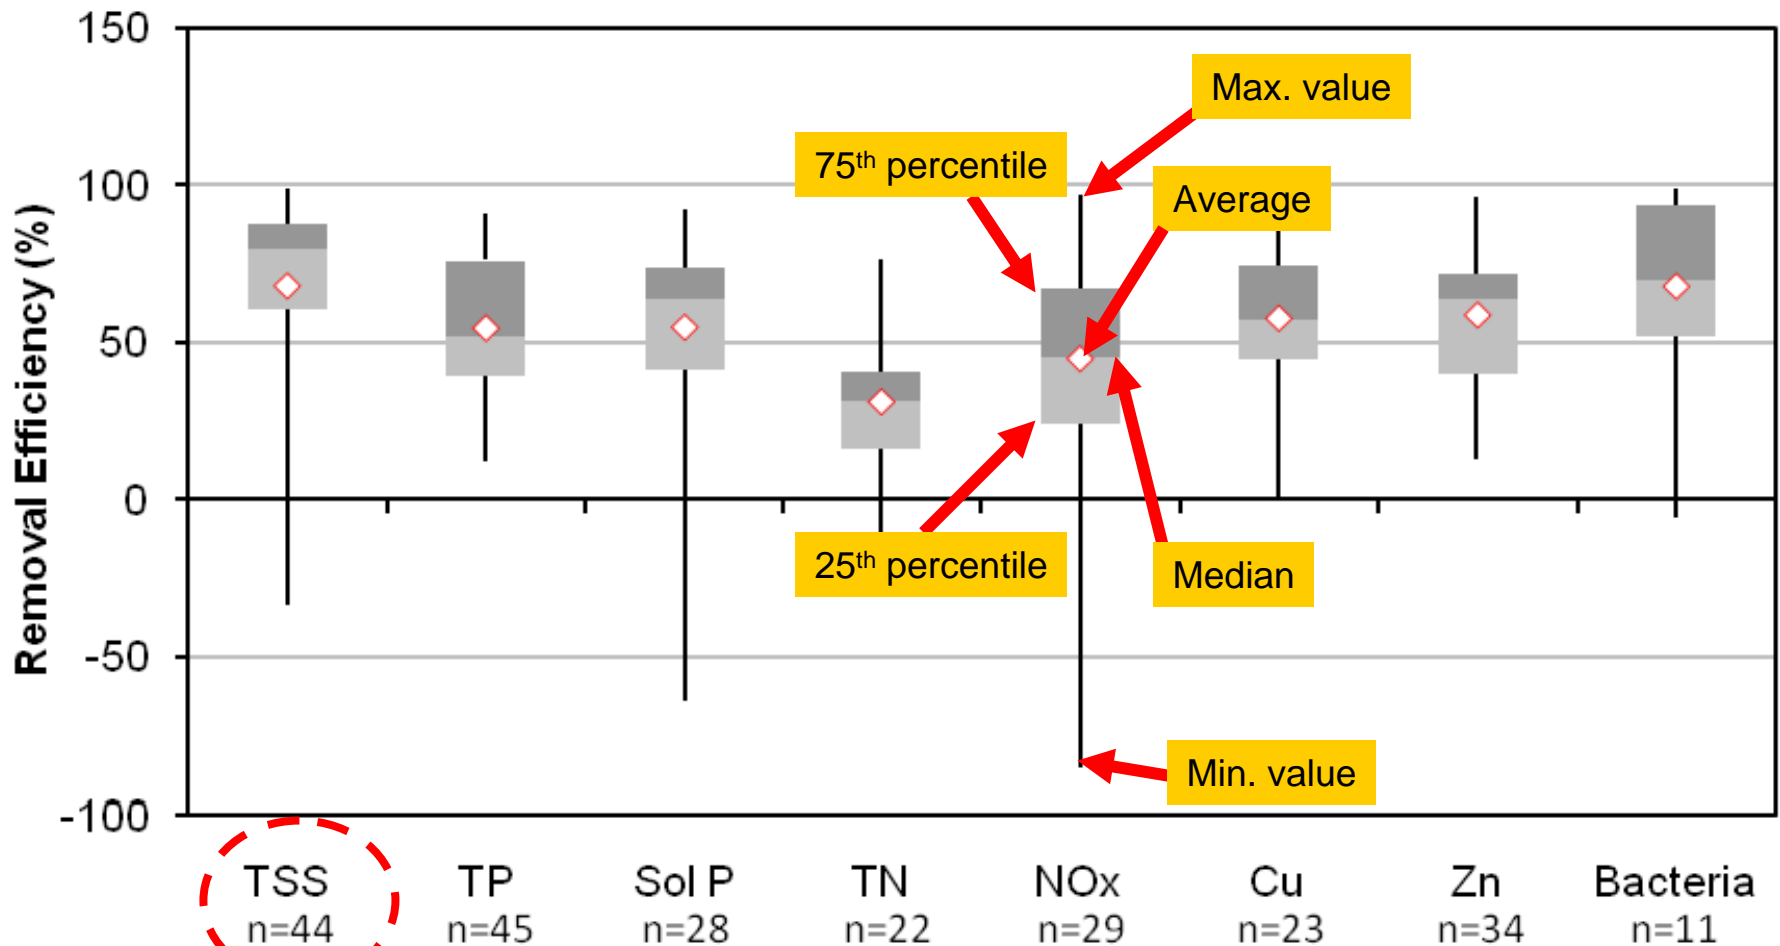 150
100
50
0
-50
-100
Removal Efficiency (%)
Max. value
75th percentile
Average
25th percentile
Median
Min. value
TSS TP Sol P TN NOx Cu Zn Bacteria
n=44 n=45 n=28 n=22 n=29 n=23 n=34 n=11